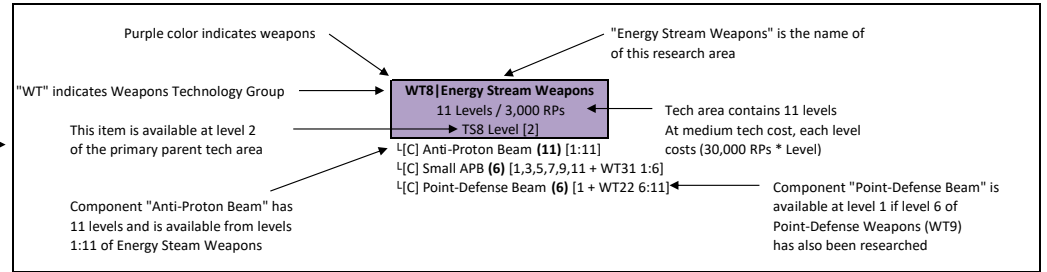 Purple color indicates weapons
"Energy Stream Weapons" is the name of
of this research area
"WT" indicates Weapons Technology Group
WT8|Energy Stream Weapons
11 Levels / 3,000 RPs
TS8 Level [2]
This item is available at level 2
of the primary parent tech area
Tech area contains 11 levels
At medium tech cost, each level
costs (30,000 RPs * Level)
└[C] Anti-Proton Beam (11) [1:11]
└[C] Small APB (6) [1,3,5,7,9,11 + WT31 1:6]
└[C] Point-Defense Beam (6) [1 + WT22 6:11]
Component "Anti-Proton Beam" has
11 levels and is available from levels
1:11 of Energy Steam Weapons
Component "Point-Defense Beam" is
available at level 1 if level 6 of
Point-Defense Weapons (WT9)
has also been researched